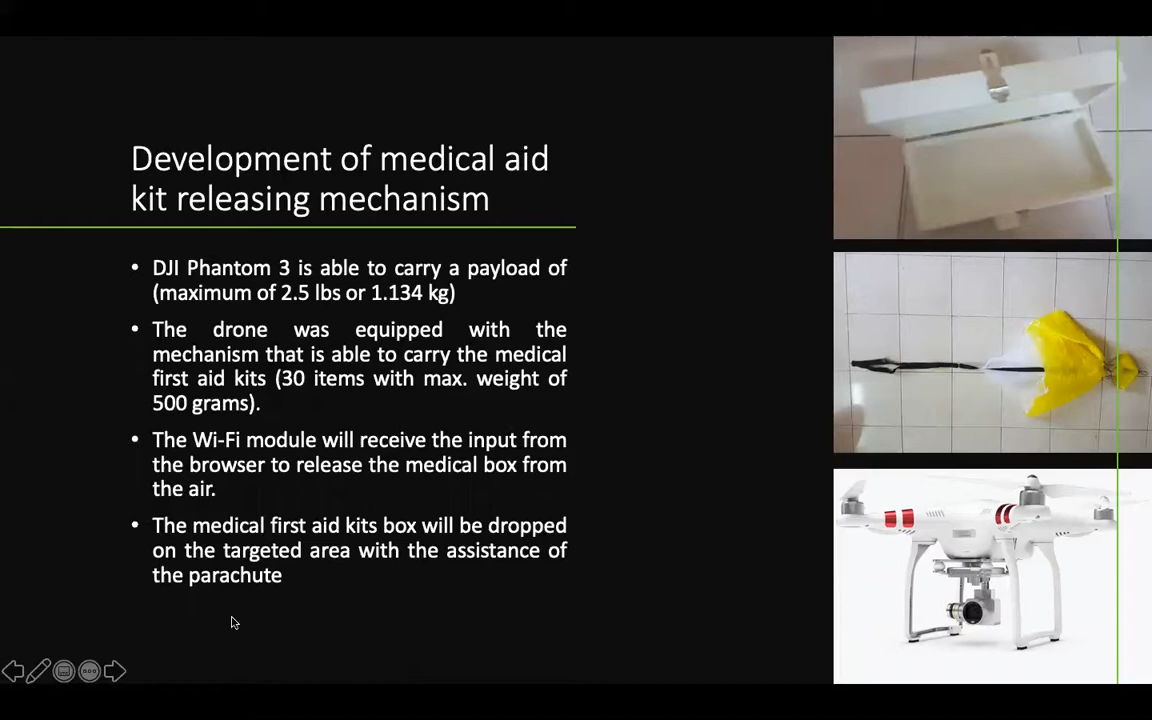 Development of medical aid
kit releasing mechanism
• DJI Phantom 3 is able to carry a payload of
(maximum of 2.5 lbs or 1.134 kg)
• The drone was equipped with the
mechanism that is able to carry the medical
first aid kits (30 items with max. weight of
500 grams).
• The Wi-Fi module will receive the input from
the browser to release the medical box from
the air.
• The medical first aid kits box will be dropped
on the targeted area with the assistance of
the parachute